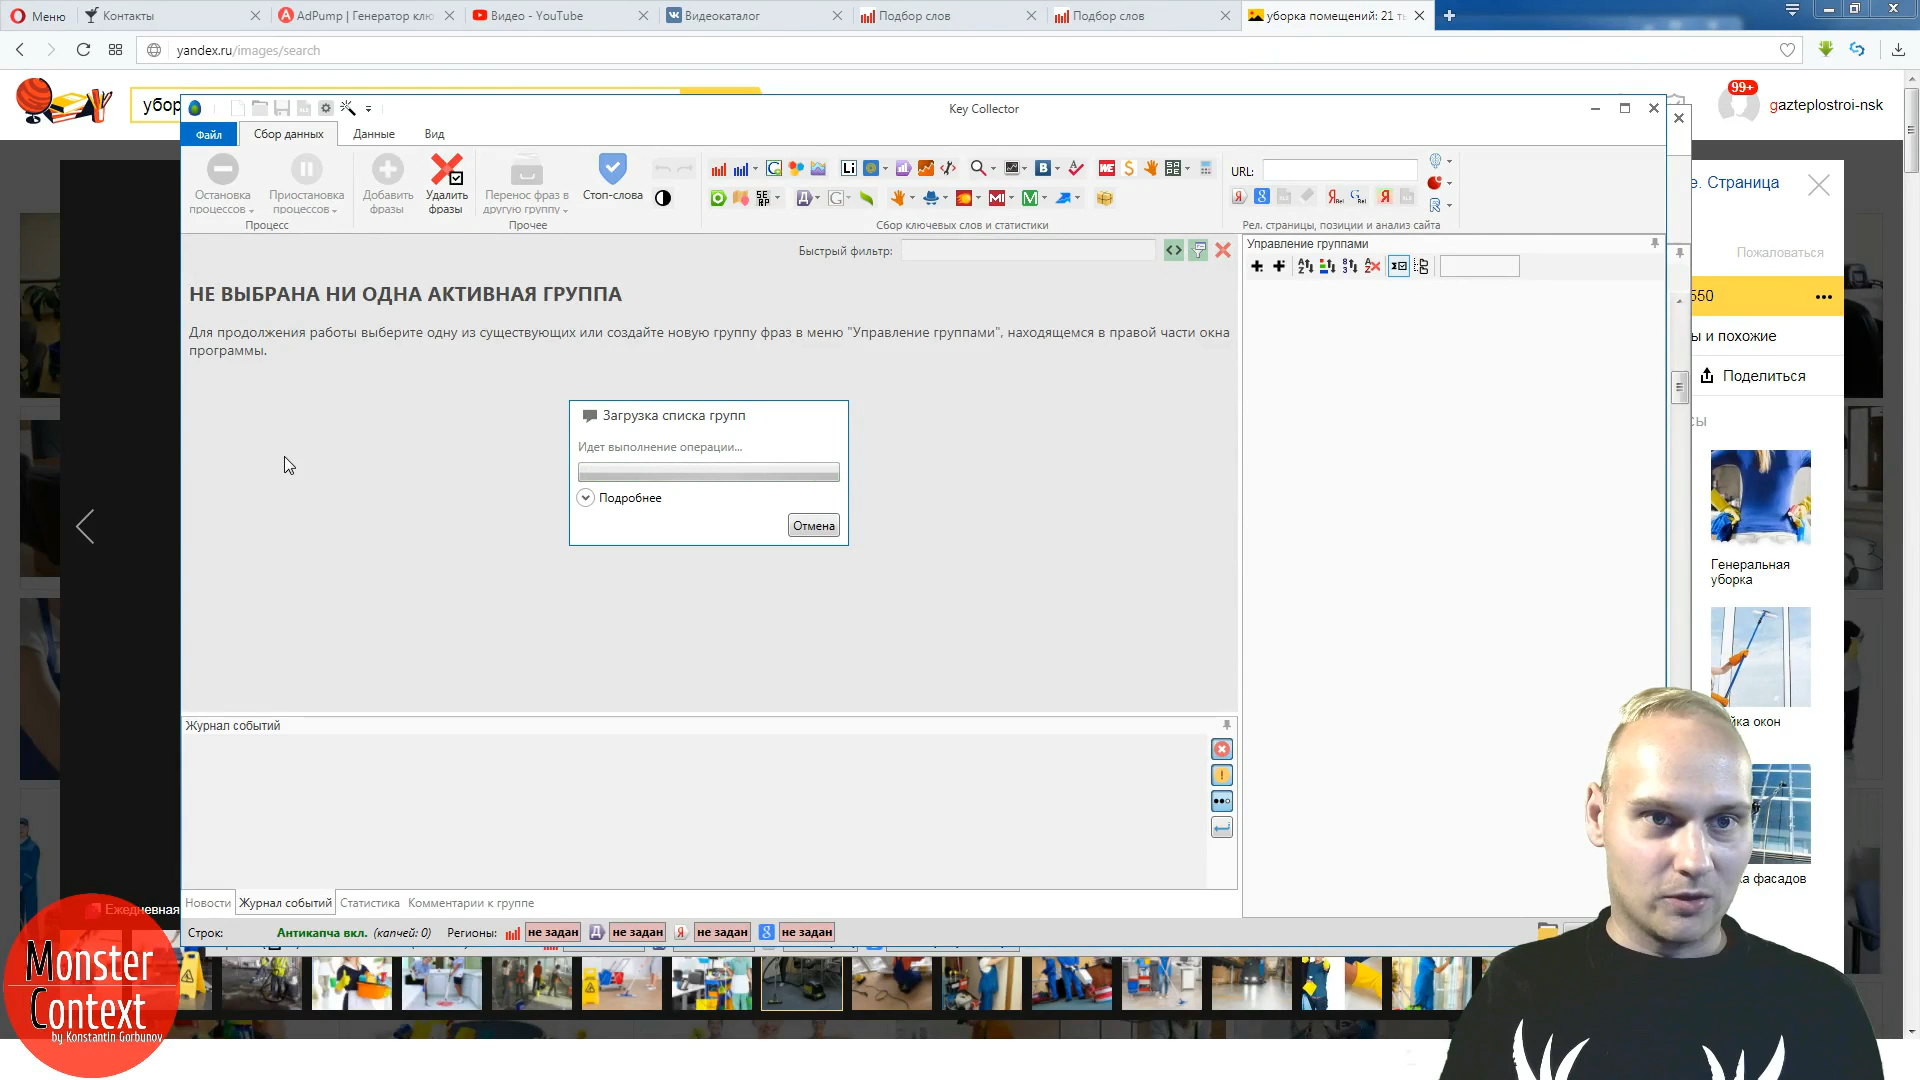 Меню
Контакты
AdPump | Генератор клю
Видео - YouTube
Видеокаталог
Подбор слов
Подбор слов
уборка помещений: 21 ть
yandex.ru/images/search
убор
99+
gazteplostroi-nsk
Key Collector
Файл
Сбор данных
Данные
Вид
Остановка процессов
Приостановка процессов
Добавить фразы
Удалить фразы
Перенос фраз в другую группу
Стоп-слова
URL:
Процесс
Прочее
Сбор ключевых слов и статистики
Рел. страницы, позиции и анализ сайта
Быстрый фильтр:
Управление группами
НЕ ВЫБРАНА НИ ОДНА АКТИВНАЯ ГРУППА
Для продолжения работы выберите одну из существующих или создайте новую группу фраз в меню "Управление группами", находящемся в правой части окна
программы.
Загрузка списка групп
Идет выполнение операции...
Подробнее
Отмена
Журнал событий
Новости
Журнал событий
Статистика
Комментарии к группе
Строк:
Антикапча вкл. (капчей: 0)
Регионы:
не задан
не задан
не задан
не задан
е. Страница
Пожаловаться
550
ы и похожие
Поделиться
сы
Генеральная
уборка
йка окон
ка фасадов
Ежедневная
Monster
Context
by Konstantin Gorbunov